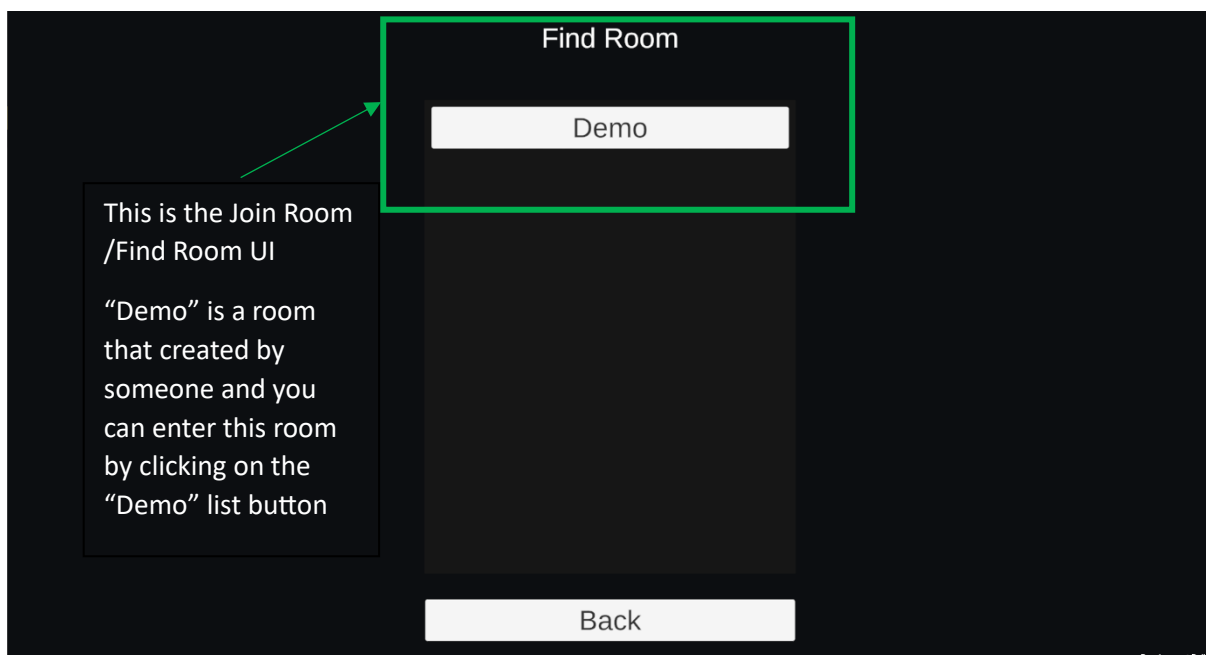 Find Room
Demo
This is the Join Room
/Find Room UI
“Demo” is a room
that created by
someone and you
can enter this room
by clicking on the
“Demo” list button
Back